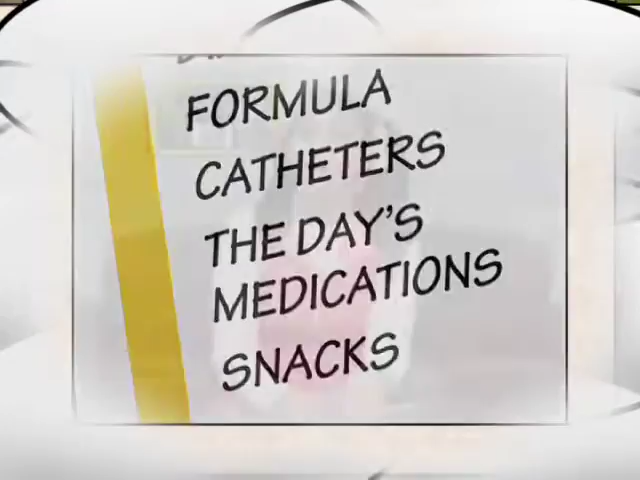 FORMULA
CATHETERS
THE DAY'S
MEDICATIONS
SNACKS